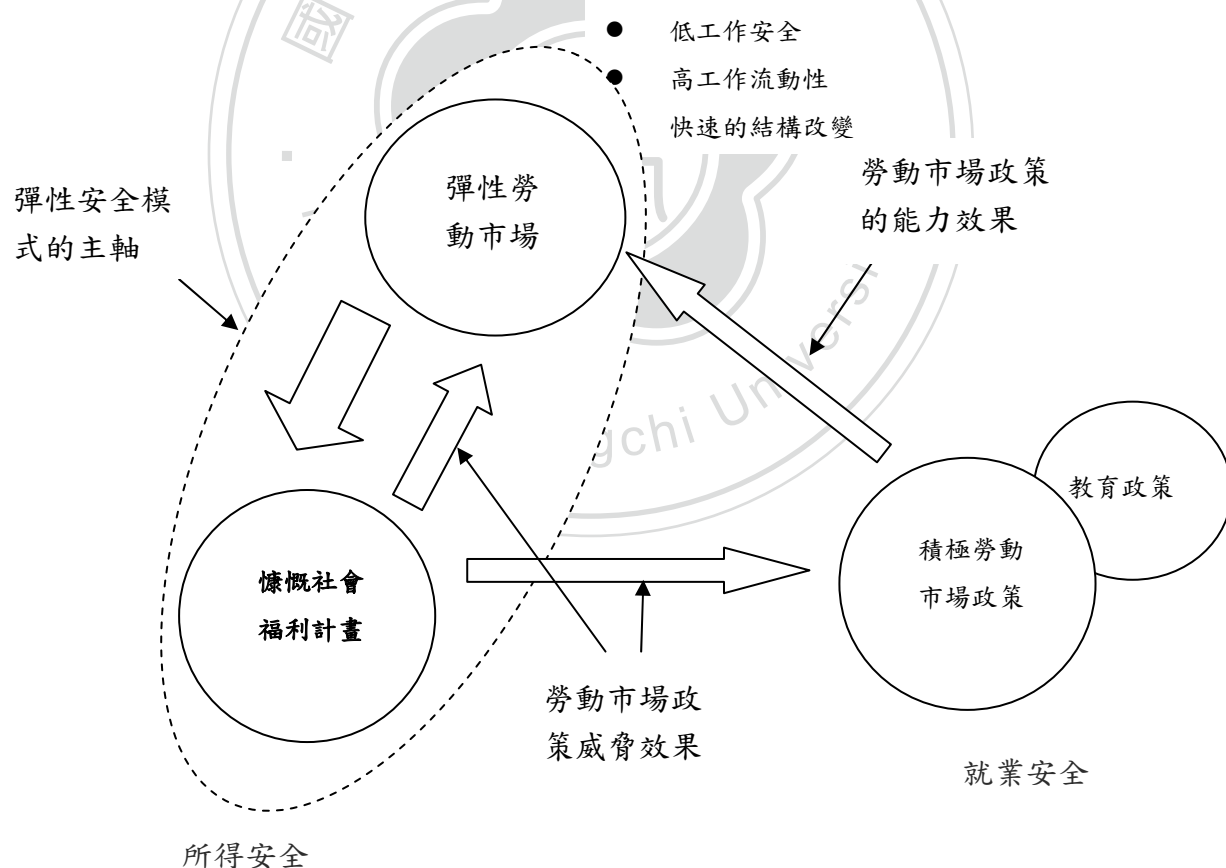 國
低工作安全
高工作流動性
快速的結構改變
彈性安全模
式的主軸
彈性勞
動市場
勞動市場政策
的能力效果
gchi Universi
教育政策
積極勞動
市場政策
慷慨社會
福利計畫
勞動市場政
策威脅效果
就業安全
所得安全